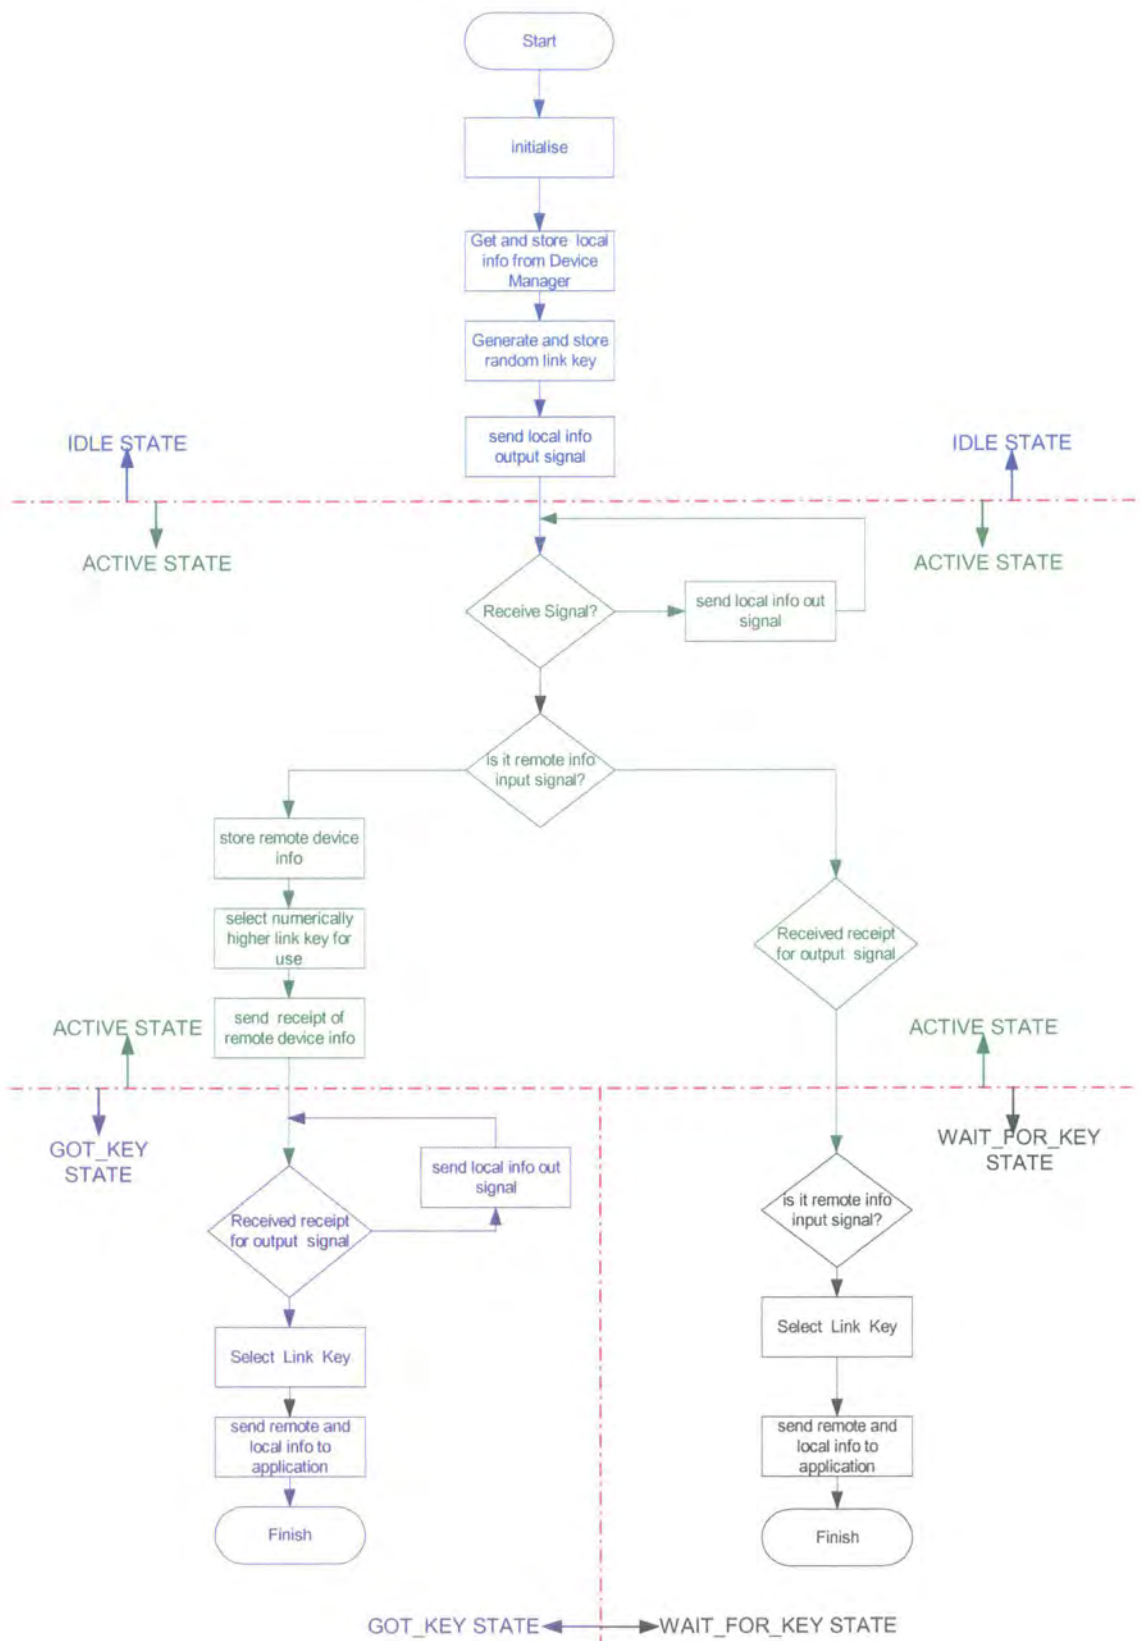 Start
initialise
Get and store local
info from Device
Manager
Generate and store
random link key
send local info
output signal
IDLE STATE
IDLE STATE
ACTIVE STATE
ACTIVE STATE
Receive Signal?
send local info out
signal
is it remote info
input signal?
store remote device
info
select numerically
higher link key for
use
Received receipt
for output signal
send receipt of
remote device info
ACTIVE STATE
ACTIVE STATE
GOT_KEY
STATE
WAIT_FOR_KEY
STATE
send local info out
signal
Received receipt
for output signal
is it remote info
input signal?
Select Link Key
Select Link Key
send remote and
local info to
application
send remote and
local info to
application
Finish
Finish
GOT_KEY STATE
WAIT_FOR_KEY STATE